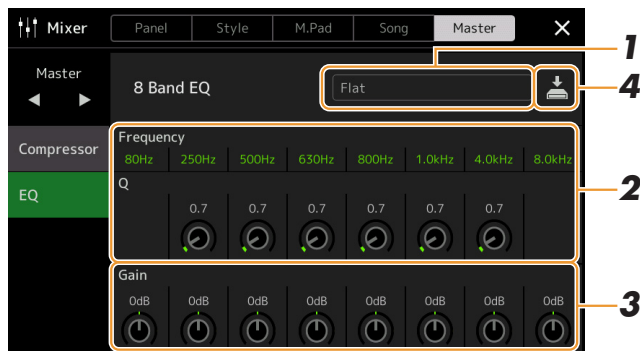 Mixer Panel Style M.Pad Song Master
1
Master
8 Band EQ Flat 4
Compressor
EQ
Frequency
80Hz 250Hz 500Hz 630Hz 800Hz 1.0kHz 4.0kHz 8.0kHz
Q 2
0.7 0.7 0.7 0.7 0.7 0.7
Gain
0dB 0dB 0dB 0dB 0dB 0dB 0dB 0dB 3